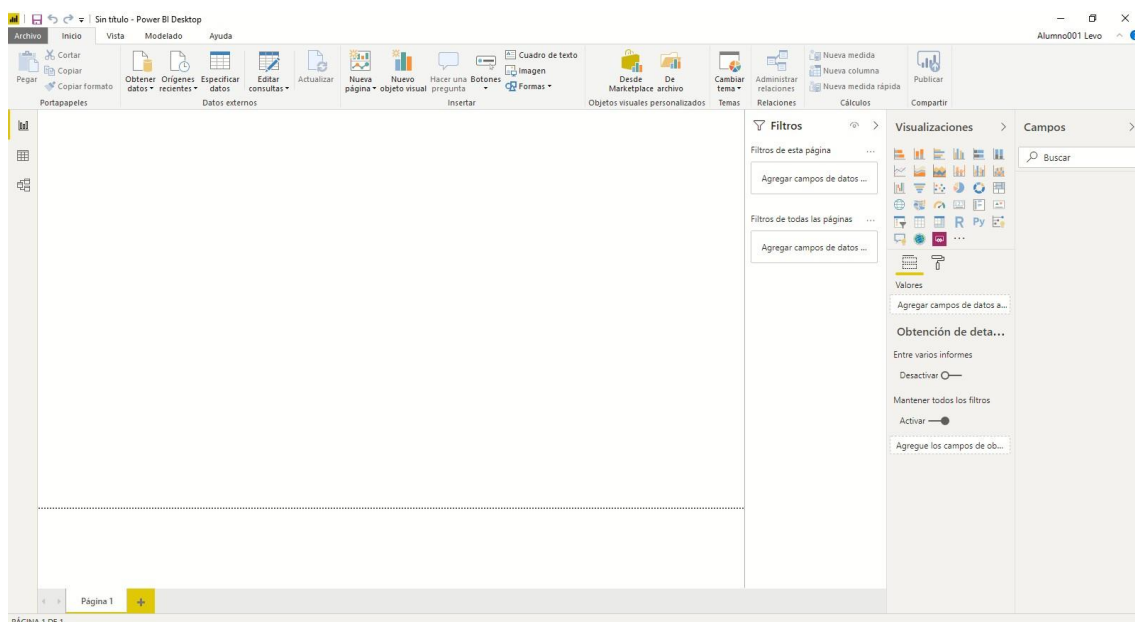 Sin título - Power BI Desktop
Archivo Inicio Vista Modelado Ayuda Alumno001 Levo
Pegar
Cortar
Copiar
Copiar formato
Portapapeles
Obtener datos
Orígenes recientes
Especificar datos
Editar consultas
Datos externos
Actualizar
Nueva página
Nuevo objeto visual
Hacer una pregunta
Botones
Cuadro de texto
Imagen
Formas
Insertar
Desde Marketplace
De archivo
Objetos visuales personalizados
Cambiar tema
Temas
Administrar relaciones
Relaciones
Nueva medida
Nueva columna
Nueva medida rápida
Cálculos
Publicar
Compartir
Filtros
Filtros de esta página ...
Agregar campos de datos ...
Filtros de todas las páginas ...
Agregar campos de datos ...
Visualizaciones
R Py
...
Valores
Agregar campos de datos a...
Obtención de deta...
Entre varios informes
Desactivar
Mantener todos los filtros
Activar
Agregue los campos de ob...
Campos
Buscar
Página 1
+
PÁGINA 1 DE 1